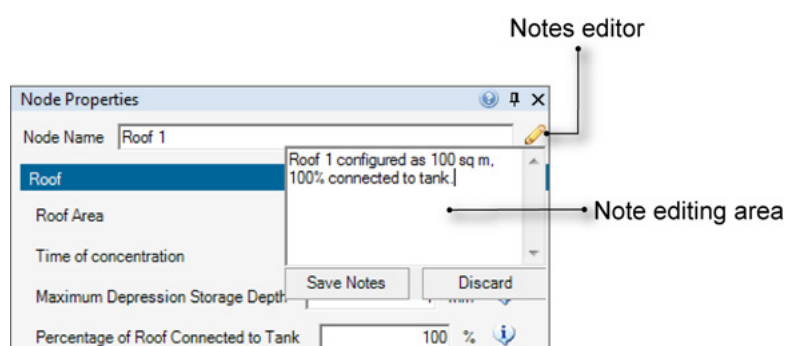 Notes editor
Node Properties
Node Name Roof 1
Roof 1 configured as 100 sq m,
100% connected to tank.
Roof
Roof Area
Note editing area
Time of concentration
Save Notes Discard
Maximum Depression Storage Depth
Percentage of Roof Connected to Tank 100 %